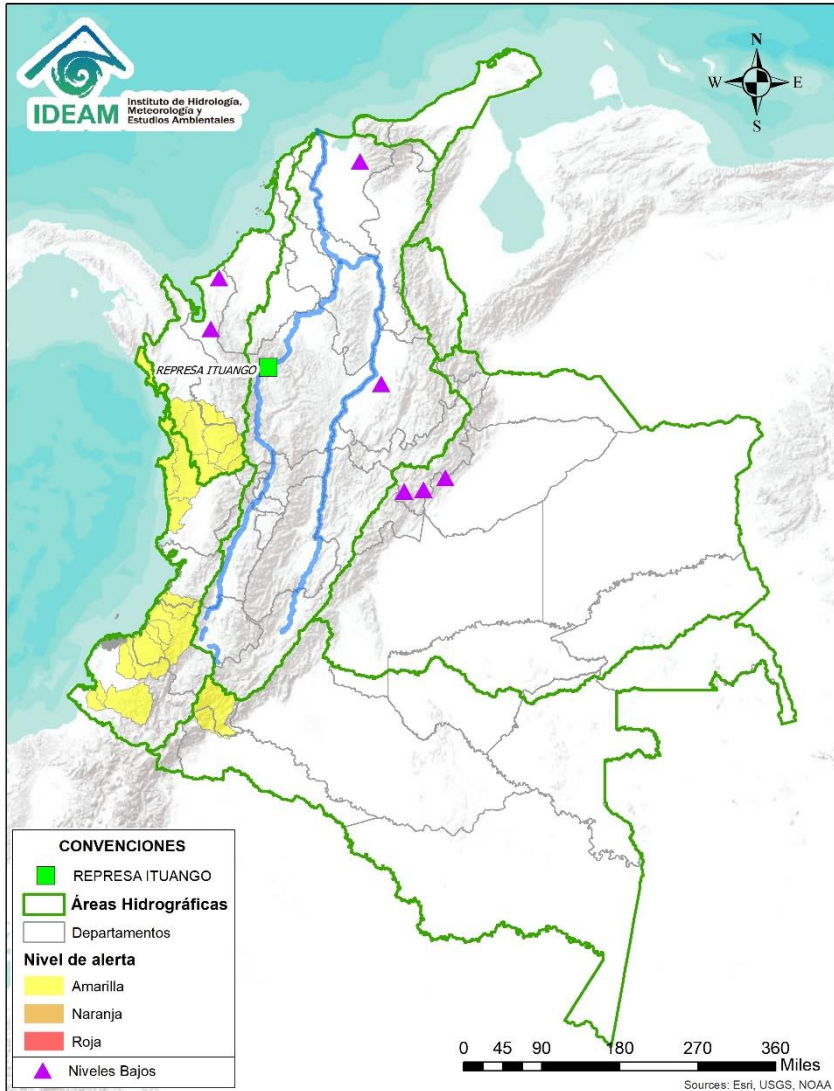 IDEAM
Instituto de Hidrología,
Meteorología y
Estudios Ambientales
N
W E
S
REPRESA ITUANGO
CONVENCIONES
REPRESA ITUANGO
Áreas Hidrográficas
Departamentos
Nivel de alerta
Amarilla
Naranja
Roja
Niveles Bajos
0 45 90 180 270 360
Miles
Sources: Esri, USGS, NOAA